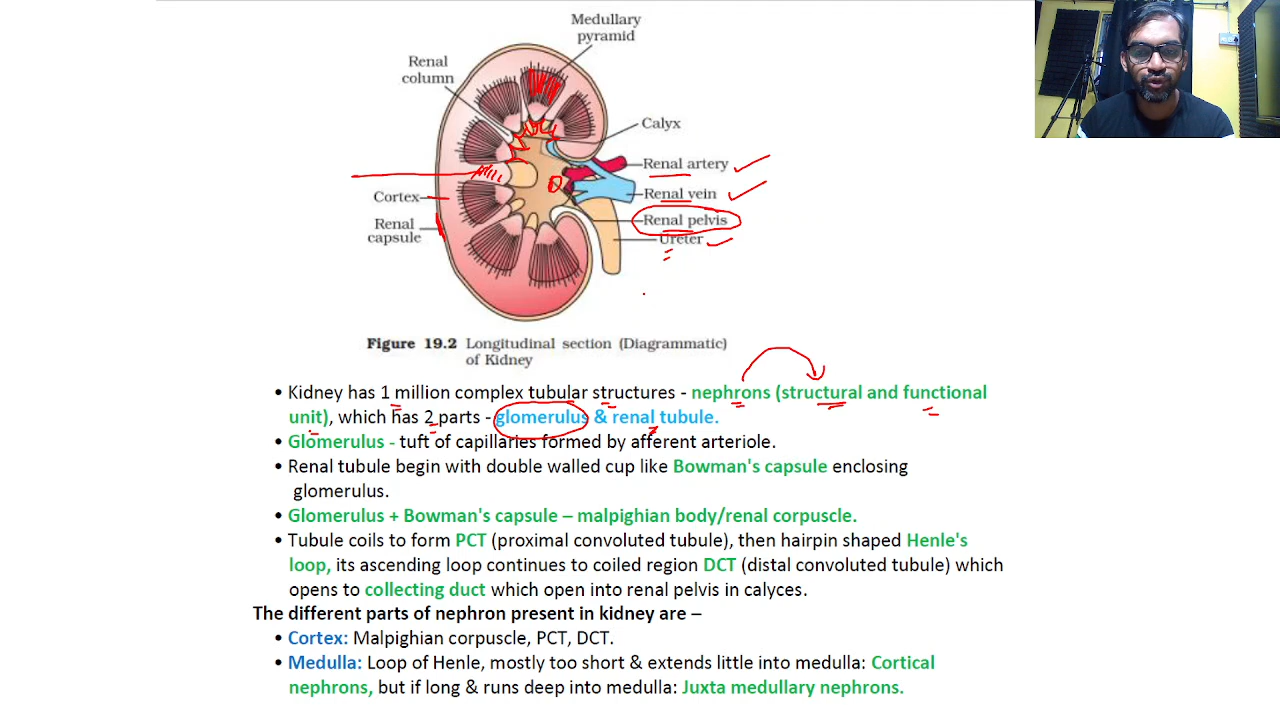 Medullary
pyramid
Renal
column
Calyx
Renal artery
Renal vein
Cortex
Renal pelvis
Renal
capsule
Ureter
Figure 19.2 Longitudinal section (Diagrammatic)
of Kidney
• Kidney has 1 million complex tubular structures - nephrons (structural and functional
unit), which has 2 parts - glomerulus & renal tubule.
• Glomerulus - tuft of capillaries formed by afferent arteriole.
• Renal tubule begin with double walled cup like Bowman's capsule enclosing
glomerulus.
• Glomerulus + Bowman's capsule – malpighian body/renal corpuscle.
• Tubule coils to form PCT (proximal convoluted tubule), then hairpin shaped Henle's
loop, its ascending loop continues to coiled region DCT (distal convoluted tubule) which
opens to collecting duct which open into renal pelvis in calyces.
The different parts of nephron present in kidney are –
• Cortex: Malpighian corpuscle, PCT, DCT.
• Medulla: Loop of Henle, mostly too short & extends little into medulla: Cortical
nephrons, but if long & runs deep into medulla: Juxta medullary nephrons.